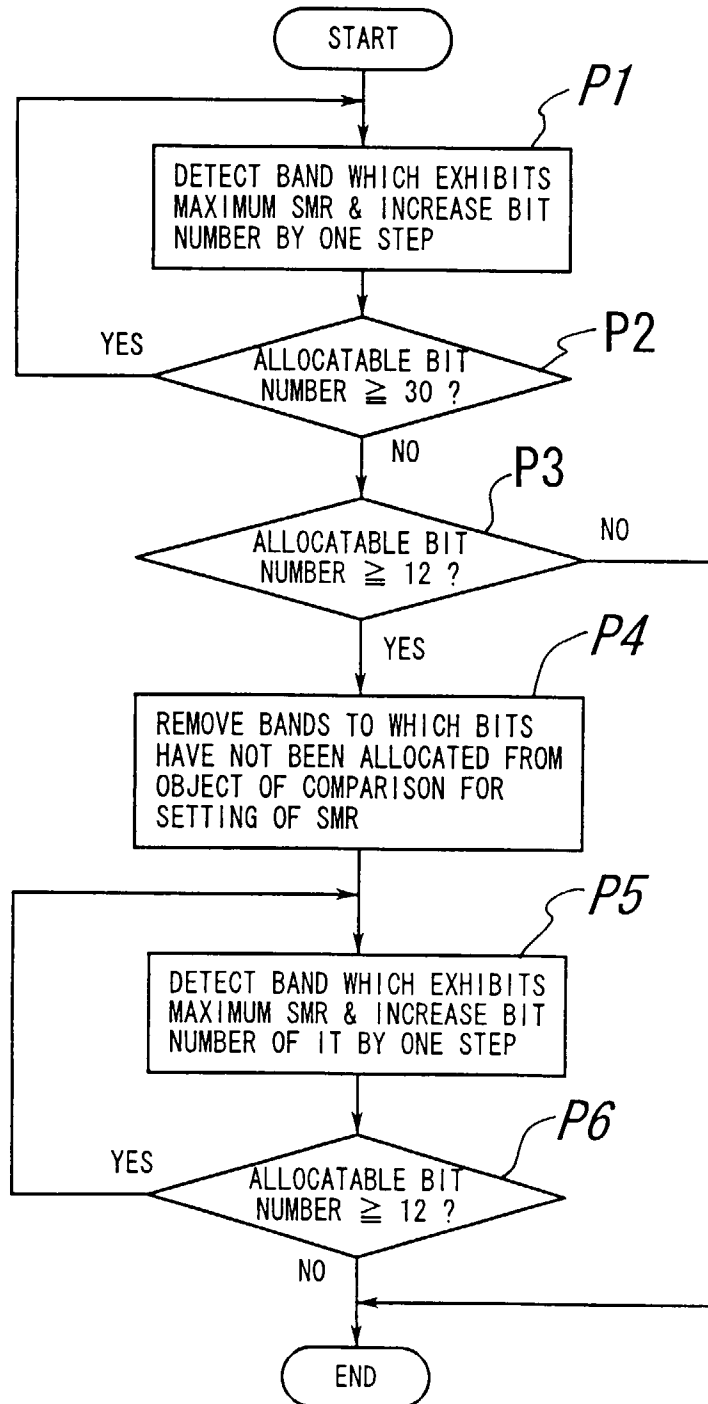 START
P1
DETECT BAND WHICH EXHIBITS
MAXIMUM SMR & INCREASE BIT
NUMBER BY ONE STEP
YES
P2
ALLOCATABLE BIT
NUMBER ≧ 30 ?
NO
P3
ALLOCATABLE BIT
NUMBER ≧ 12 ?
NO
YES
P4
REMOVE BANDS TO WHICH BITS
HAVE NOT BEEN ALLOCATED FROM
OBJECT OF COMPARISON FOR
SETTING OF SMR
P5
DETECT BAND WHICH EXHIBITS
MAXIMUM SMR & INCREASE BIT
NUMBER OF IT BY ONE STEP
YES
P6
ALLOCATABLE BIT
NUMBER ≧ 12 ?
NO
END